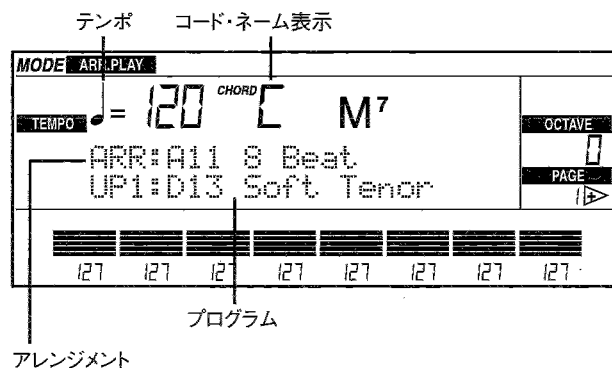 テンポ コード・ネーム表示
MODE ARR.PLAY
TEMPO ♩= 120 CHORD C M7
OCTAVE
0
ARR:A11 8 Beat
PAGE
UP1:D13 Soft Tenor
1+
127 127 127 127 127 127 127 127
プログラム
アレンジメント